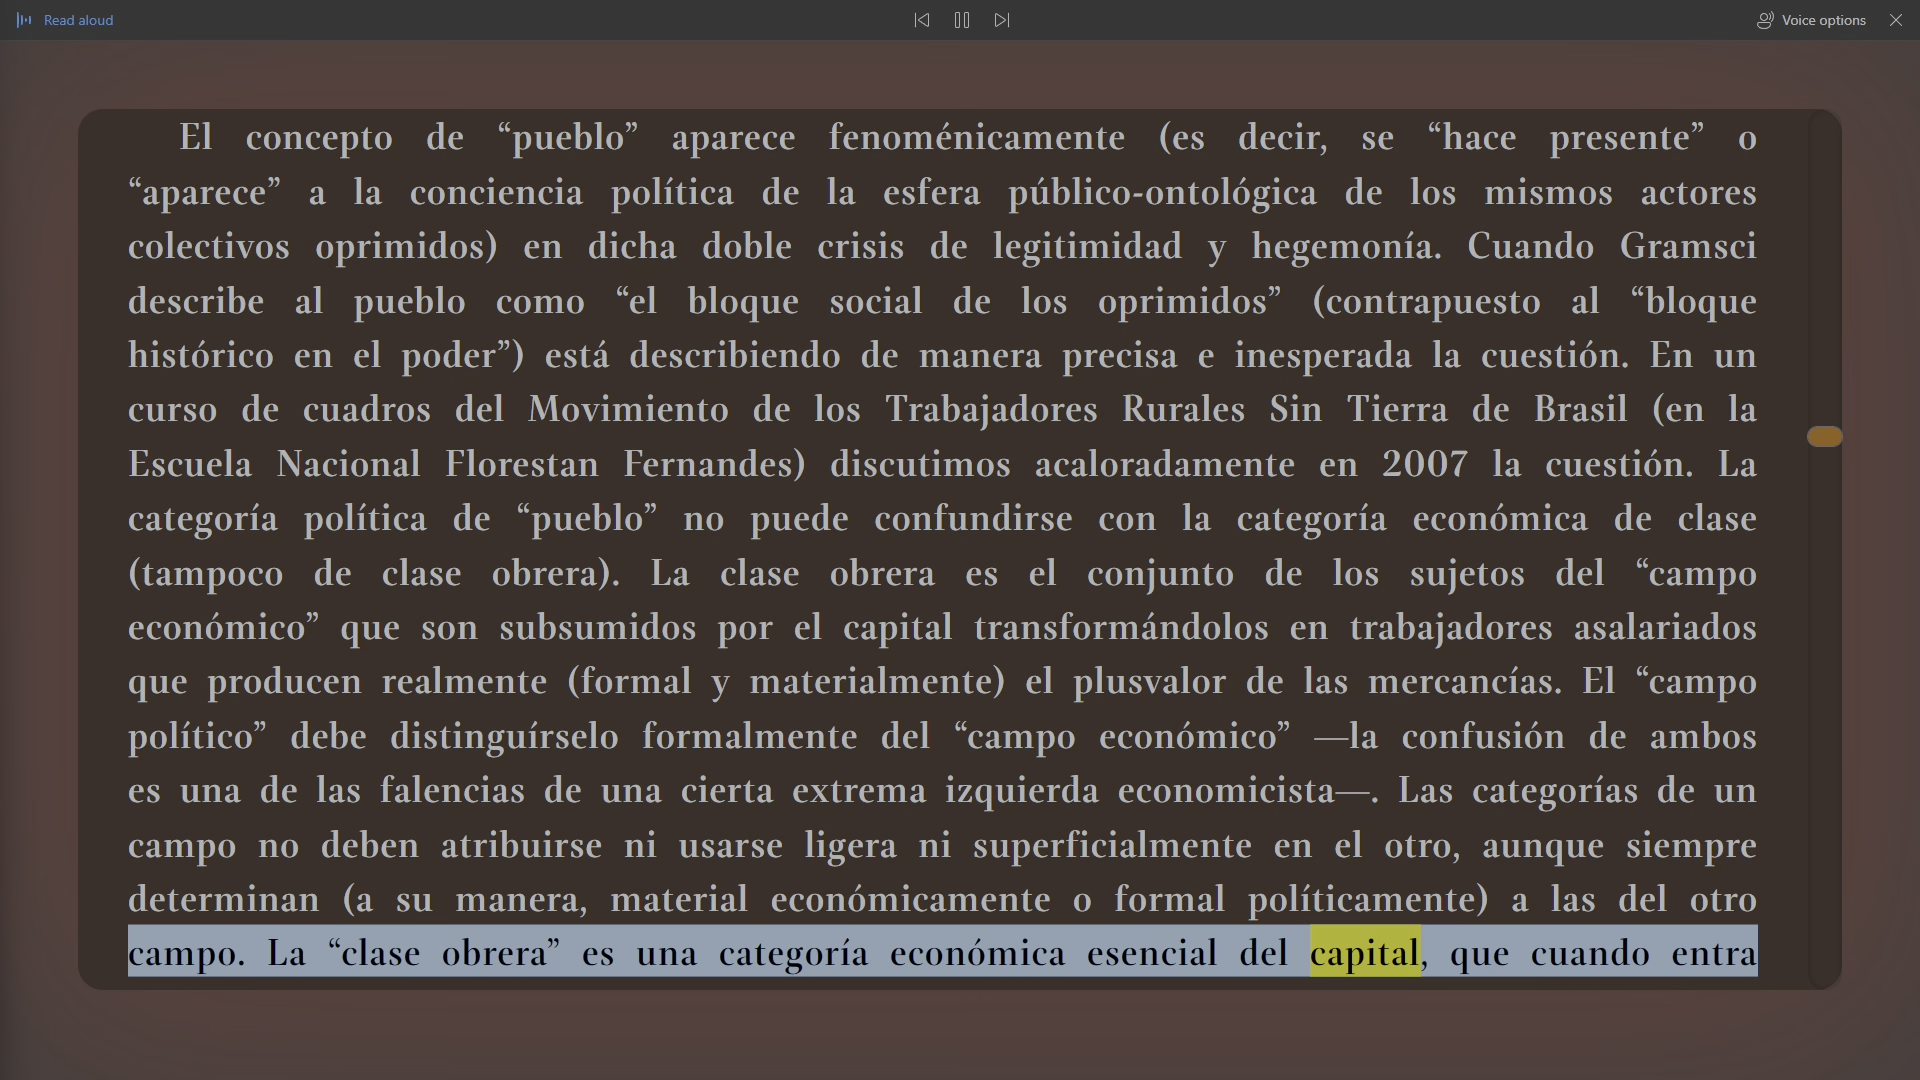 Read aloud
Voice options
El concepto de “pueblo” aparece fenoménicamente (es decir, se “hace presente” o
“aparece” a la conciencia política de la esfera público-ontológica de los mismos actores
colectivos oprimidos) en dicha doble crisis de legitimidad y hegemonía. Cuando Gramsci
describe al pueblo como “el bloque social de los oprimidos” (contrapuesto al “bloque
histórico en el poder”) está describiendo de manera precisa e inesperada la cuestión. En un
curso de cuadros del Movimiento de los Trabajadores Rurales Sin Tierra de Brasil (en la
Escuela Nacional Florestan Fernandes) discutimos acaloradamente en 2007 la cuestión. La
categoría política de “pueblo” no puede confundirse con la categoría económica de clase
(tampoco de clase obrera). La clase obrera es el conjunto de los sujetos del “campo
económico” que son subsumidos por el capital transformándolos en trabajadores asalariados
que producen realmente (formal y materialmente) el plusvalor de las mercancías. El “campo
político” debe distinguírselo formalmente del “campo económico” —la confusión de ambos
es una de las falencias de una cierta extrema izquierda economicista—. Las categorías de un
campo no deben atribuirse ni usarse ligera ni superficialmente en el otro, aunque siempre
determinan (a su manera, material económicamente o formal políticamente) a las del otro
campo. La “clase obrera” es una categoría económica esencial del capital, que cuando entra